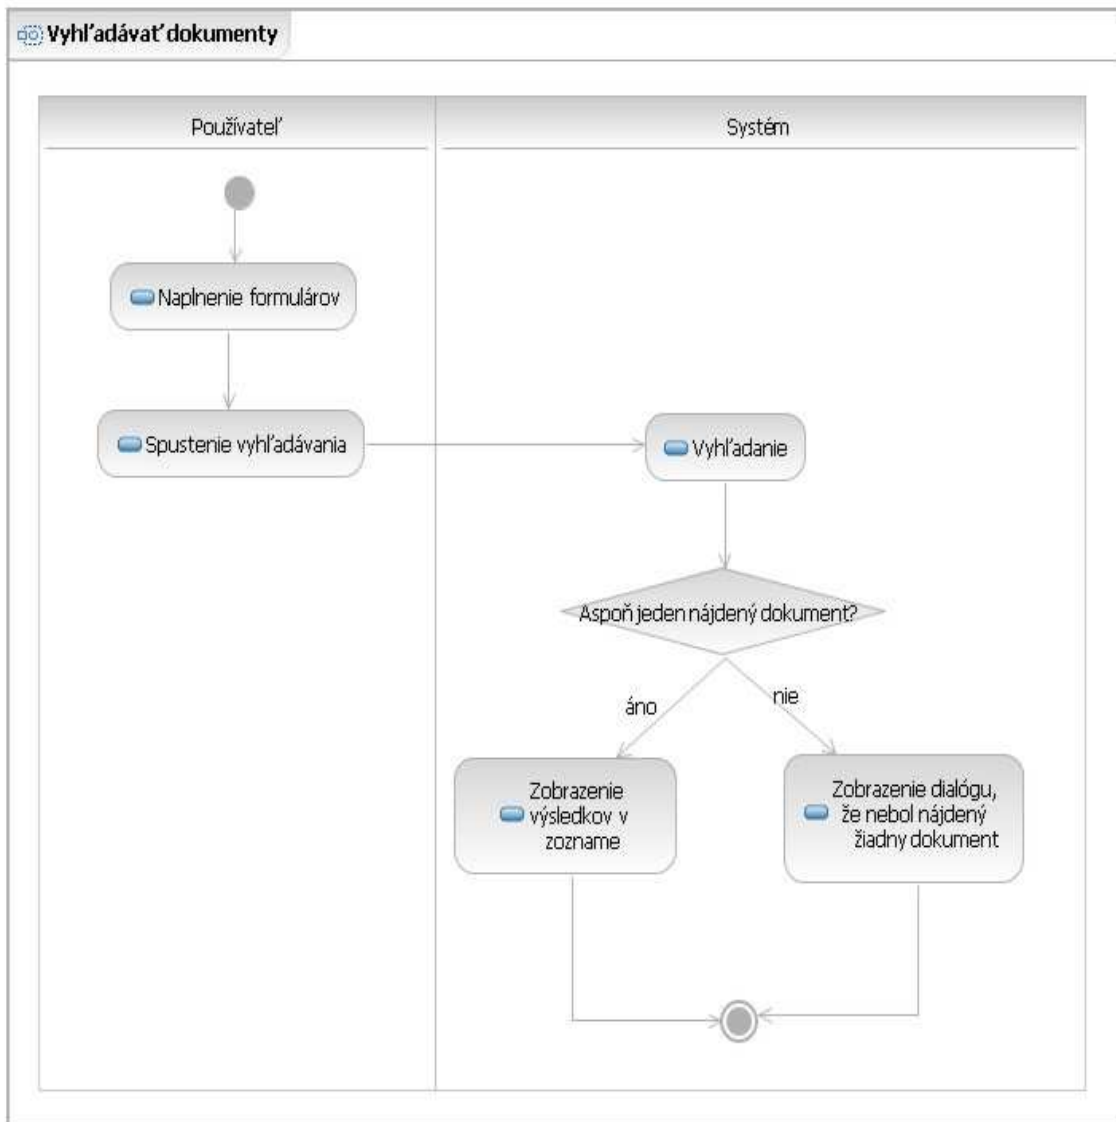 Vyhľadávať dokumenty
Používateľ
Systém
Naplnenie formulárov
Spustenie vyhľadávania
Vyhľadanie
Aspoň jeden nájdený dokument?
áno
nie
Zobrazenie
výsledkov v
zozname
Zobrazenie dialógu,
že nebol nájdený
žiadny dokument